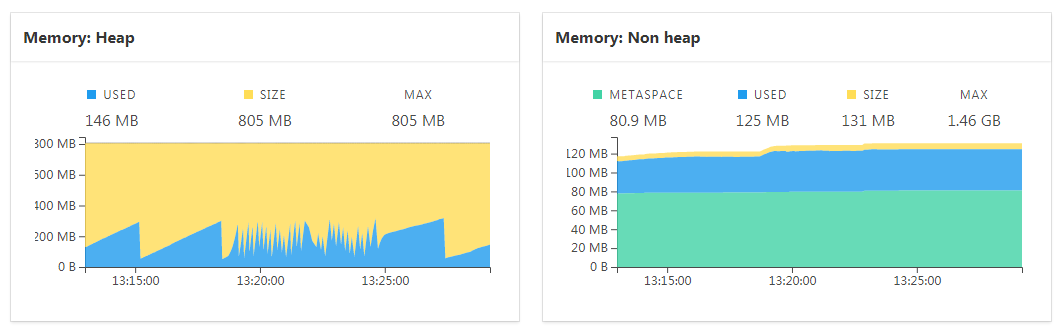 Memory: Heap
USED SIZE MAX
146 MB 805 MB 805 MB
800 MB
600 MB
400 MB
200 MB
0 B
13:15:00 13:20:00 13:25:00
Memory: Non heap
METASPACE USED SIZE MAX
80.9 MB 125 MB 131 MB 1.46 GB
120 MB
100 MB
80 MB
60 MB
40 MB
20 MB
0 B
13:15:00 13:20:00 13:25:00